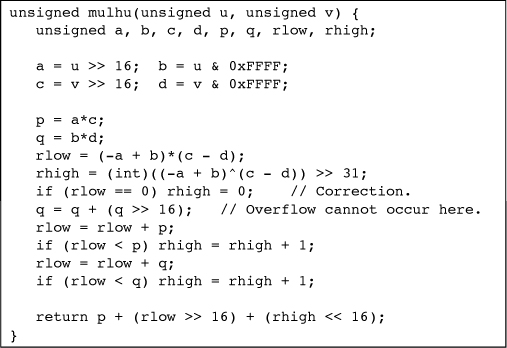 unsigned mulhu(unsigned u, unsigned v) {
   unsigned a, b, c, d, p, q, rlow, rhigh;

   a = u >> 16;  b = u & 0xFFFF;
   c = v >> 16;  d = v & 0xFFFF;

   p = a*c;
   q = b*d;
   rlow = (-a + b)*(c - d);
   rhigh = (int)((-a + b)^(c - d)) >> 31;
   if (rlow == 0) rhigh = 0;    // Correction.
   q = q + (q >> 16);   // Overflow cannot occur here.
   rlow = rlow + p;
   if (rlow < p) rhigh = rhigh + 1;
   rlow = rlow + q;
   if (rlow < q) rhigh = rhigh + 1;

   return p + (rlow >> 16) + (rhigh << 16);
}